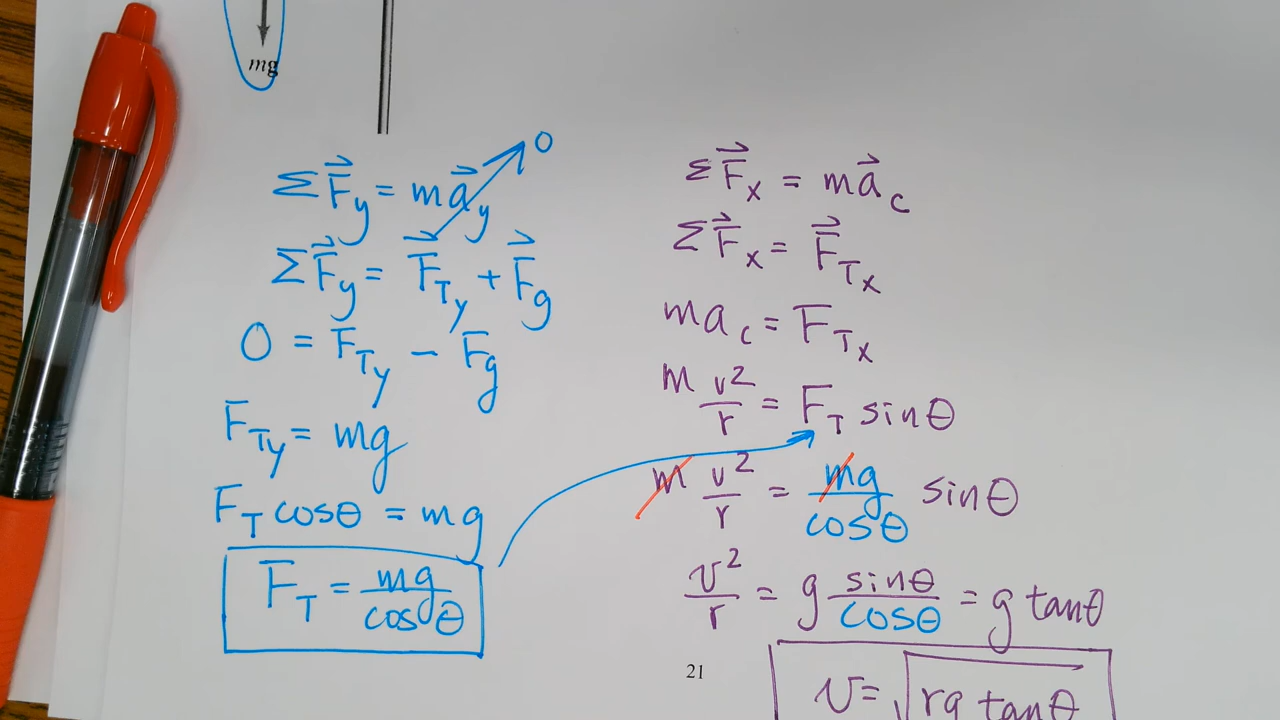 mg
ΣF⃗y = ma⃗y 0
ΣF⃗y = F⃗Ty + F⃗g
0 = FTy − Fg
FTy = mg
FT cosθ = mg
FT = mg/cosθ
ΣF⃗x = ma⃗c
ΣF⃗x = F⃗Tx
mac = FTx
m v²/r = FT sinθ
m v²/r = mg/cosθ sinθ
v²/r = g sinθ/cosθ = g tanθ
v = √rg tanθ
21